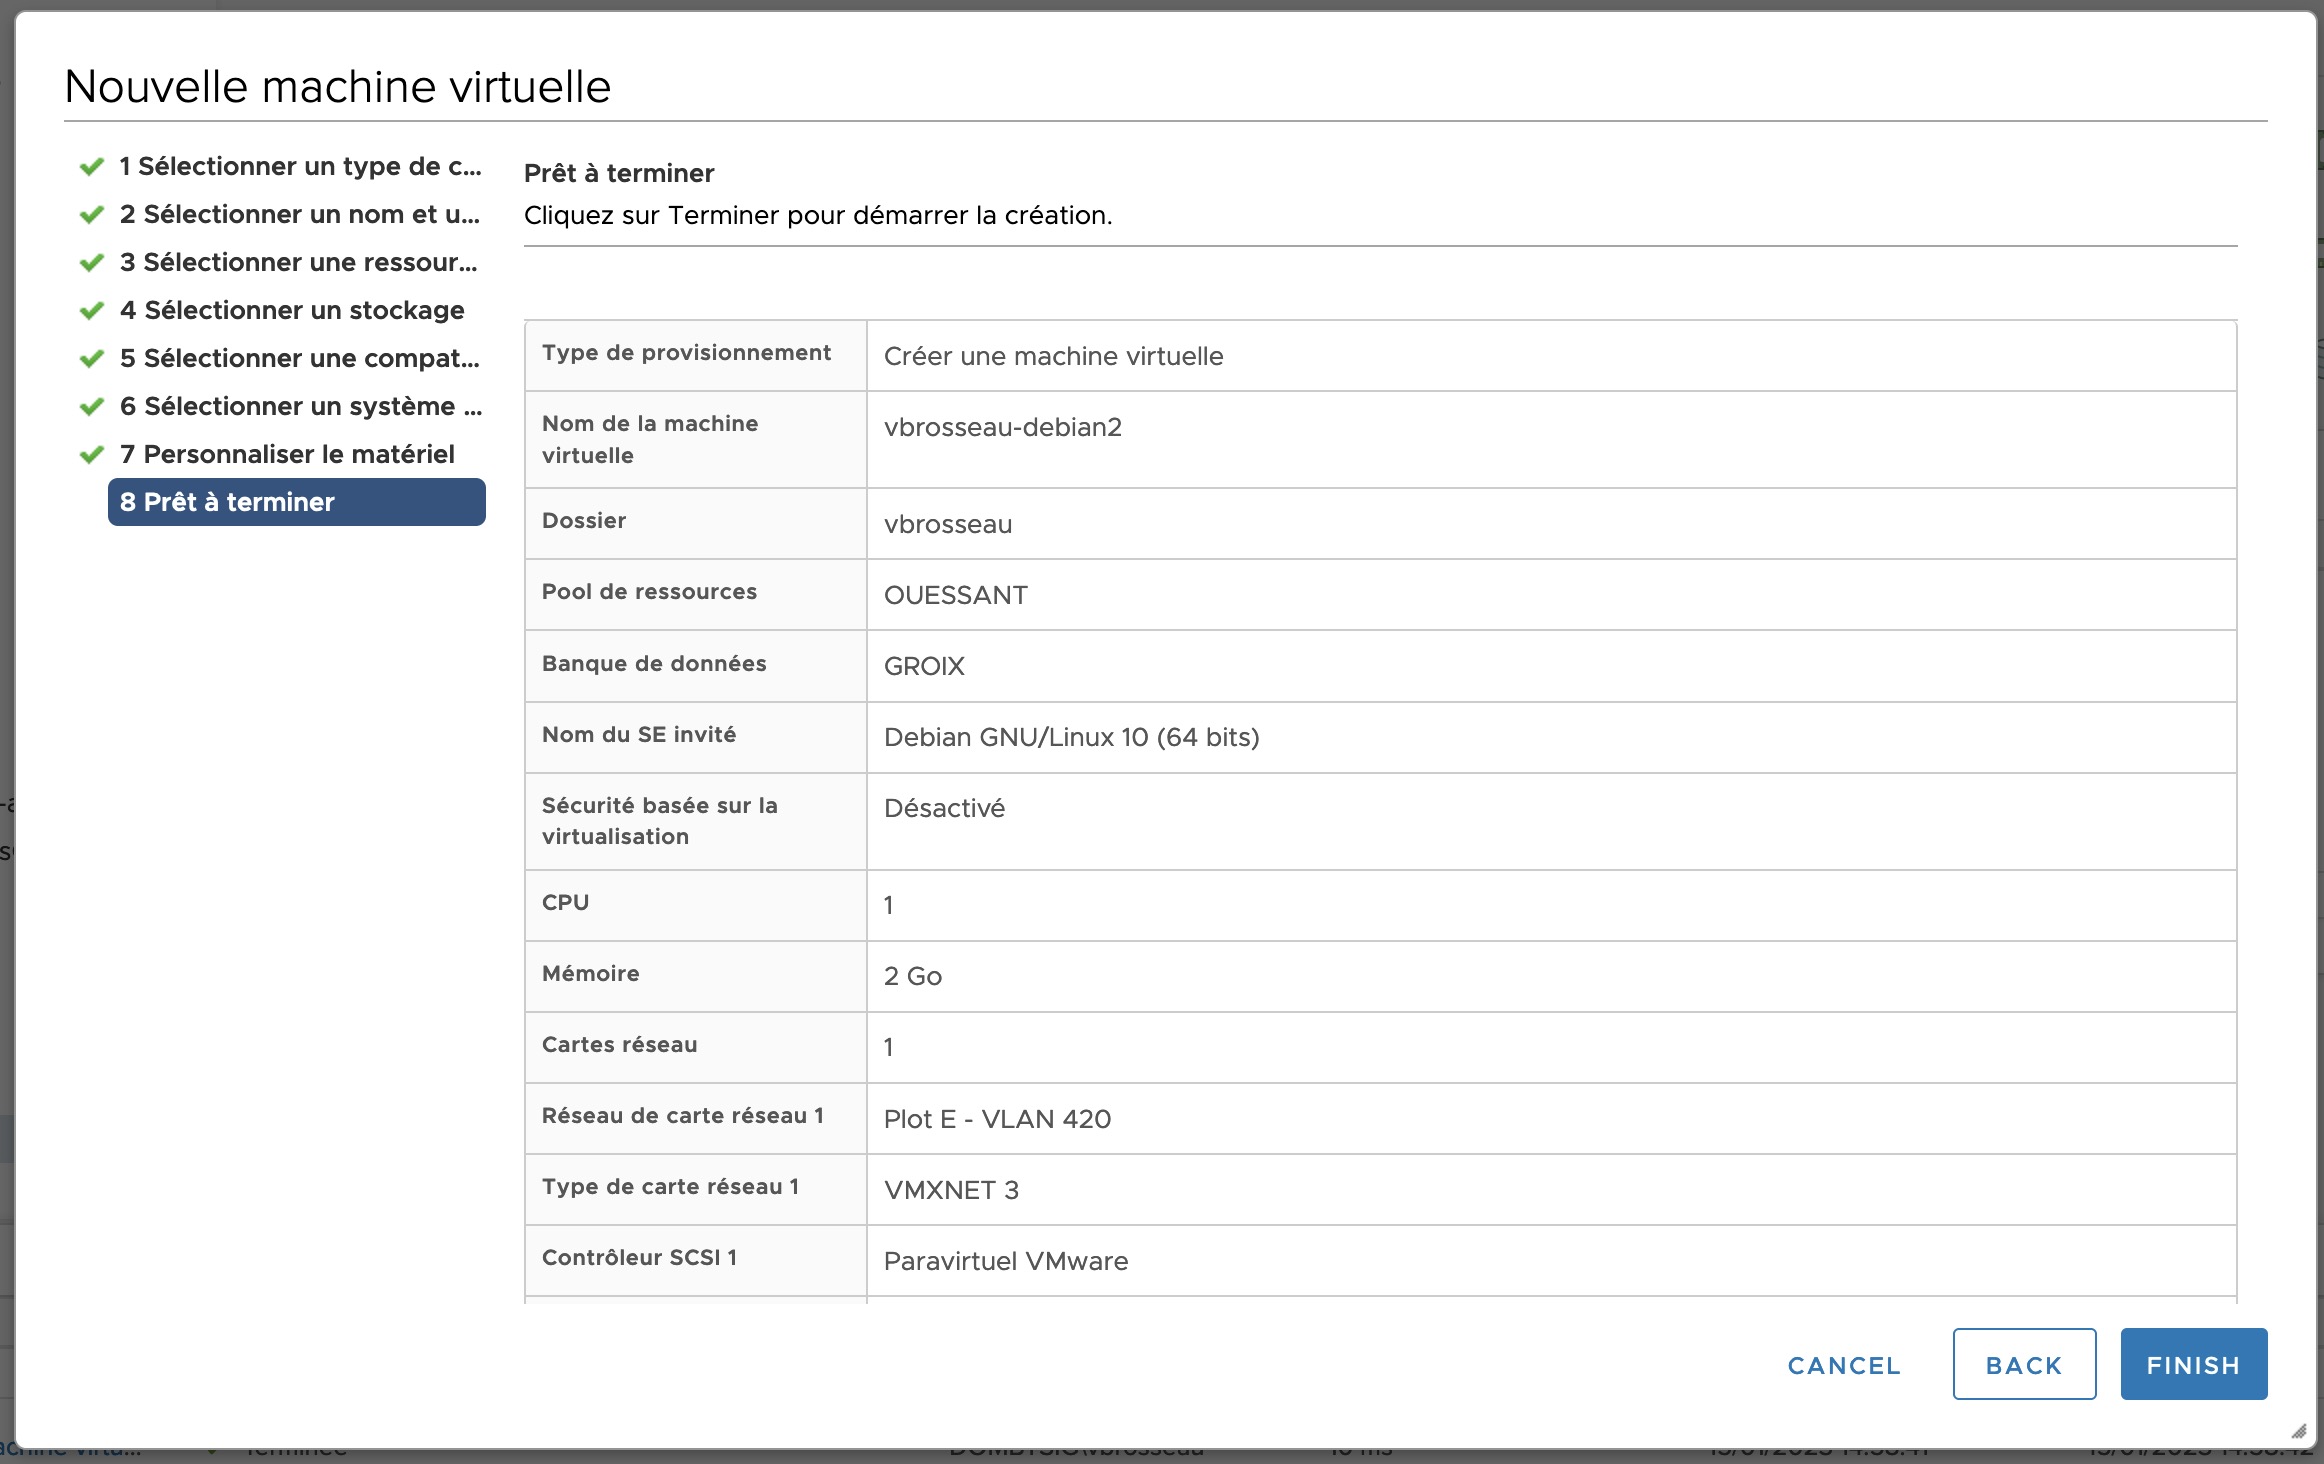 Nouvelle machine virtuelle
1 Sélectionner un type de c...
2 Sélectionner un nom et u...
3 Sélectionner une ressour...
4 Sélectionner un stockage
5 Sélectionner une compat...
6 Sélectionner un système ...
7 Personnaliser le matériel
8 Prêt à terminer
Prêt à terminer
Cliquez sur Terminer pour démarrer la création.
Type de provisionnement
Créer une machine virtuelle
Nom de la machine
virtuelle
vbrosseau-debian2
Dossier
vbrosseau
Pool de ressources
OUESSANT
Banque de données
GROIX
Nom du SE invité
Debian GNU/Linux 10 (64 bits)
Sécurité basée sur la
virtualisation
Désactivé
CPU
1
Mémoire
2 Go
Cartes réseau
1
Réseau de carte réseau 1
Plot E - VLAN 420
Type de carte réseau 1
VMXNET 3
Contrôleur SCSI 1
Paravirtuel VMware
CANCEL
BACK
FINISH